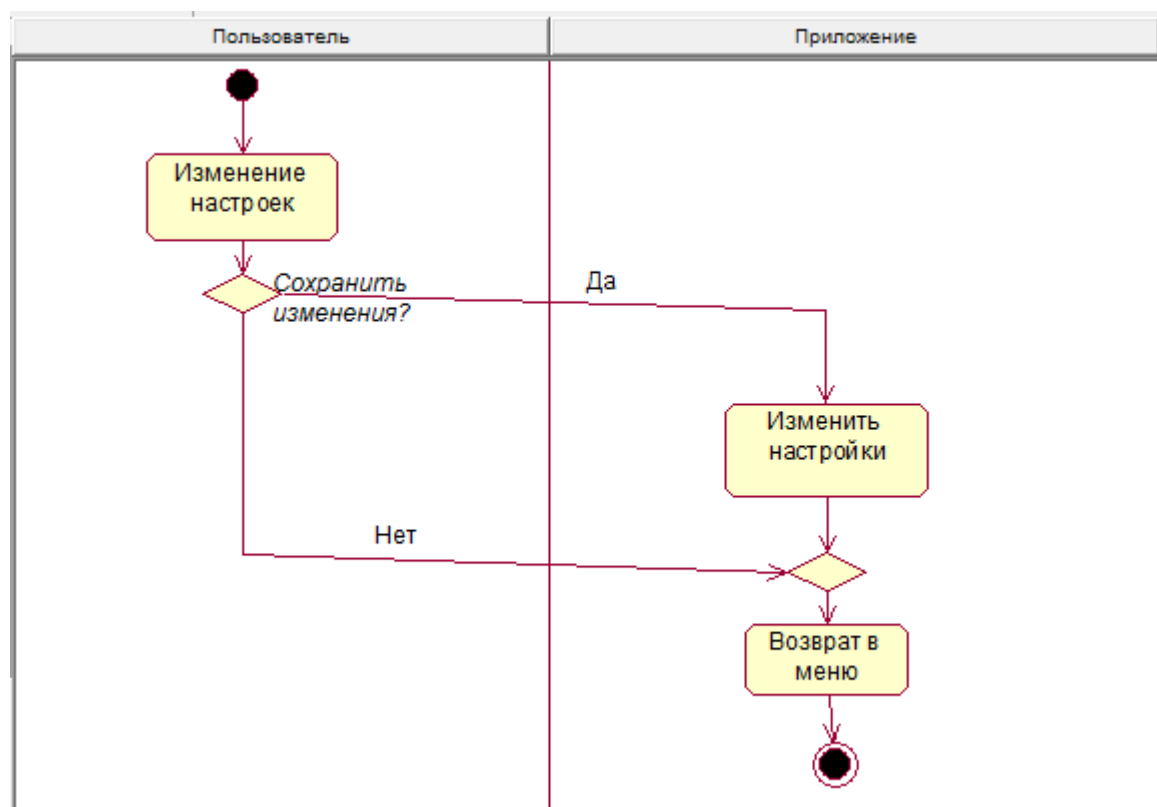 Пользователь
Приложение
Изменение
настроек
Сохранить
изменения?
Да
Изменить
настройки
Нет
Возврат в
меню